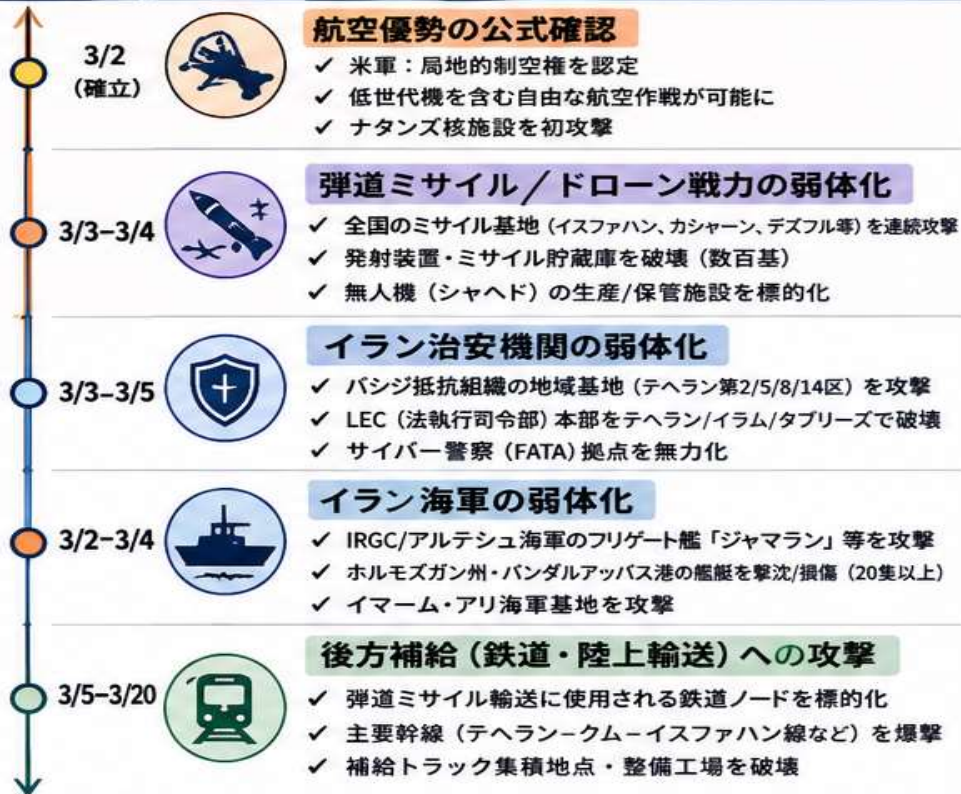 航空優勢の公式確認
3/2
（確立）
✓ 米軍：局地的制空権を認定
✓ 低世代機を含む自由な航空作戦が可能に
✓ ナタンズ核施設を初攻撃
弾道ミサイル／ドローン戦力の弱体化
3/3–3/4
✓ 全国のミサイル基地（イスファハン、カシャーン、デズフル等）を連続攻撃
✓ 発射装置・ミサイル貯蔵庫を破壊（数百基）
✓ 無人機（シャヘド）の生産/保管施設を標的化
イラン治安機関の弱体化
3/3–3/5
✓ バシジ抵抗組織の地域基地（テヘラン第2/5/8/14区）を攻撃
✓ LEC（法執行司令部）本部をテヘラン/イラム/タブリーズで破壊
✓ サイバー警察（FATA）拠点を無力化
イラン海軍の弱体化
3/2–3/4
✓ IRGC/アルテシュ海軍のフリゲート艦「ジャマラン」等を攻撃
✓ ホルモズガン州・バンダルアッバス港の艦艇を撃沈/損傷（20隻以上）
✓ イマーム・アリ海軍基地を攻撃
後方補給（鉄道・陸上輸送）への攻撃
3/5–3/20
✓ 弾道ミサイル輸送に使用される鉄道ノードを標的化
✓ 主要幹線（テヘラン–クム–イスファハン線など）を爆撃
✓ 補給トラック集積地点・整備工場を破壊